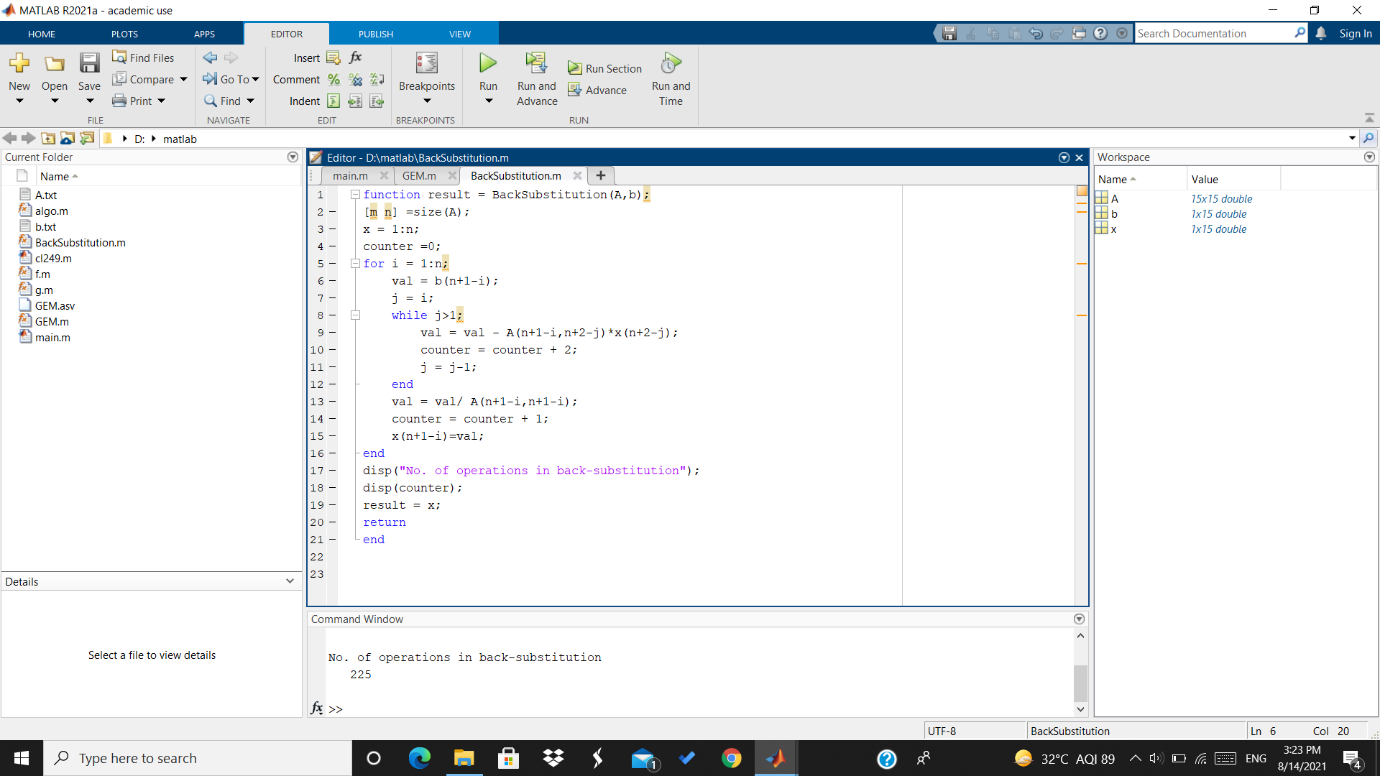 MATLAB R2021a - academic use
HOME PLOTS APPS EDITOR PUBLISH VIEW
Search Documentation
Sign In
New Open Save
Find Files
Compare
Print
FILE
Go To
Find
NAVIGATE
Insert fx
Comment %
Indent
EDIT
Breakpoints
BREAKPOINTS
Run
Run and Advance
Run Section
Advance
Run and Time
RUN
D: matlab
Current Folder
Name
A.txt
algo.m
b.txt
BackSubstitution.m
cl249.m
f.m
g.m
GEM.asv
GEM.m
main.m
Details
Select a file to view details
Editor - D:\matlab\BackSubstitution.m
main.m GEM.m BackSubstitution.m +
1 function result = BackSubstitution(A,b);
2 - [m n] =size(A);
3 - x = 1:n;
4 - counter =0;
5 - for i = 1:n;
6 - val = b(n+1-i);
7 - j = i;
8 - while j>1;
9 - val = val - A(n+1-i,n+2-j)*x(n+2-j);
10 - counter = counter + 2;
11 - j = j-1;
12 - end
13 - val = val/ A(n+1-i,n+1-i);
14 - counter = counter + 1;
15 - x(n+1-i)=val;
16 - end
17 - disp("No. of operations in back-substitution");
18 - disp(counter);
19 - result = x;
20 - return
21 - end
22
23
Command Window
No. of operations in back-substitution
225
fx >>
Workspace
Name Value
A 15x15 double
b 1x15 double
x 1x15 double
UTF-8 BackSubstitution Ln 6 Col 20
Type here to search
1
32°C AQI 89
ENG
3:23 PM
8/14/2021
4